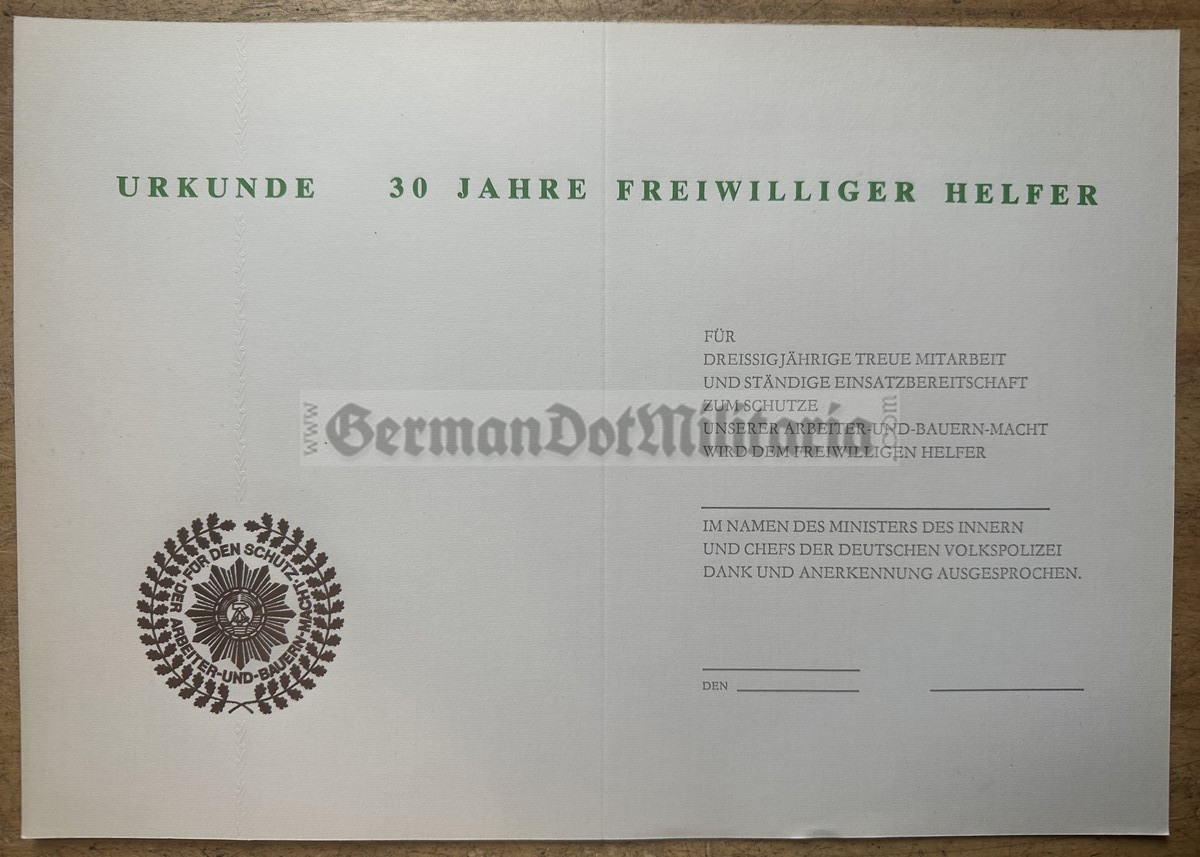 URKUNDE 30 JAHRE FREIWILLIGER HELFER
FÜR
DREISSIGJÄHRIGE TREUE MITARBEIT
UND STÄNDIGE EINSATZBEREITSCHAFT
ZUM SCHUTZE
UNSERER ARBEITER-UND-BAUERN-MACHT
WIRD DEM FREIWILLIGEN HELFER
www.GermanDotMilitaria.com
IM NAMEN DES MINISTERS DES INNERN
UND CHEFS DER DEUTSCHEN VOLKSPOLIZEI
DANK UND ANERKENNUNG AUSGESPROCHEN.
DEN
FÜR DEN SCHUTZ · DER ARBEITER-UND-BAUERN-MACHT ·